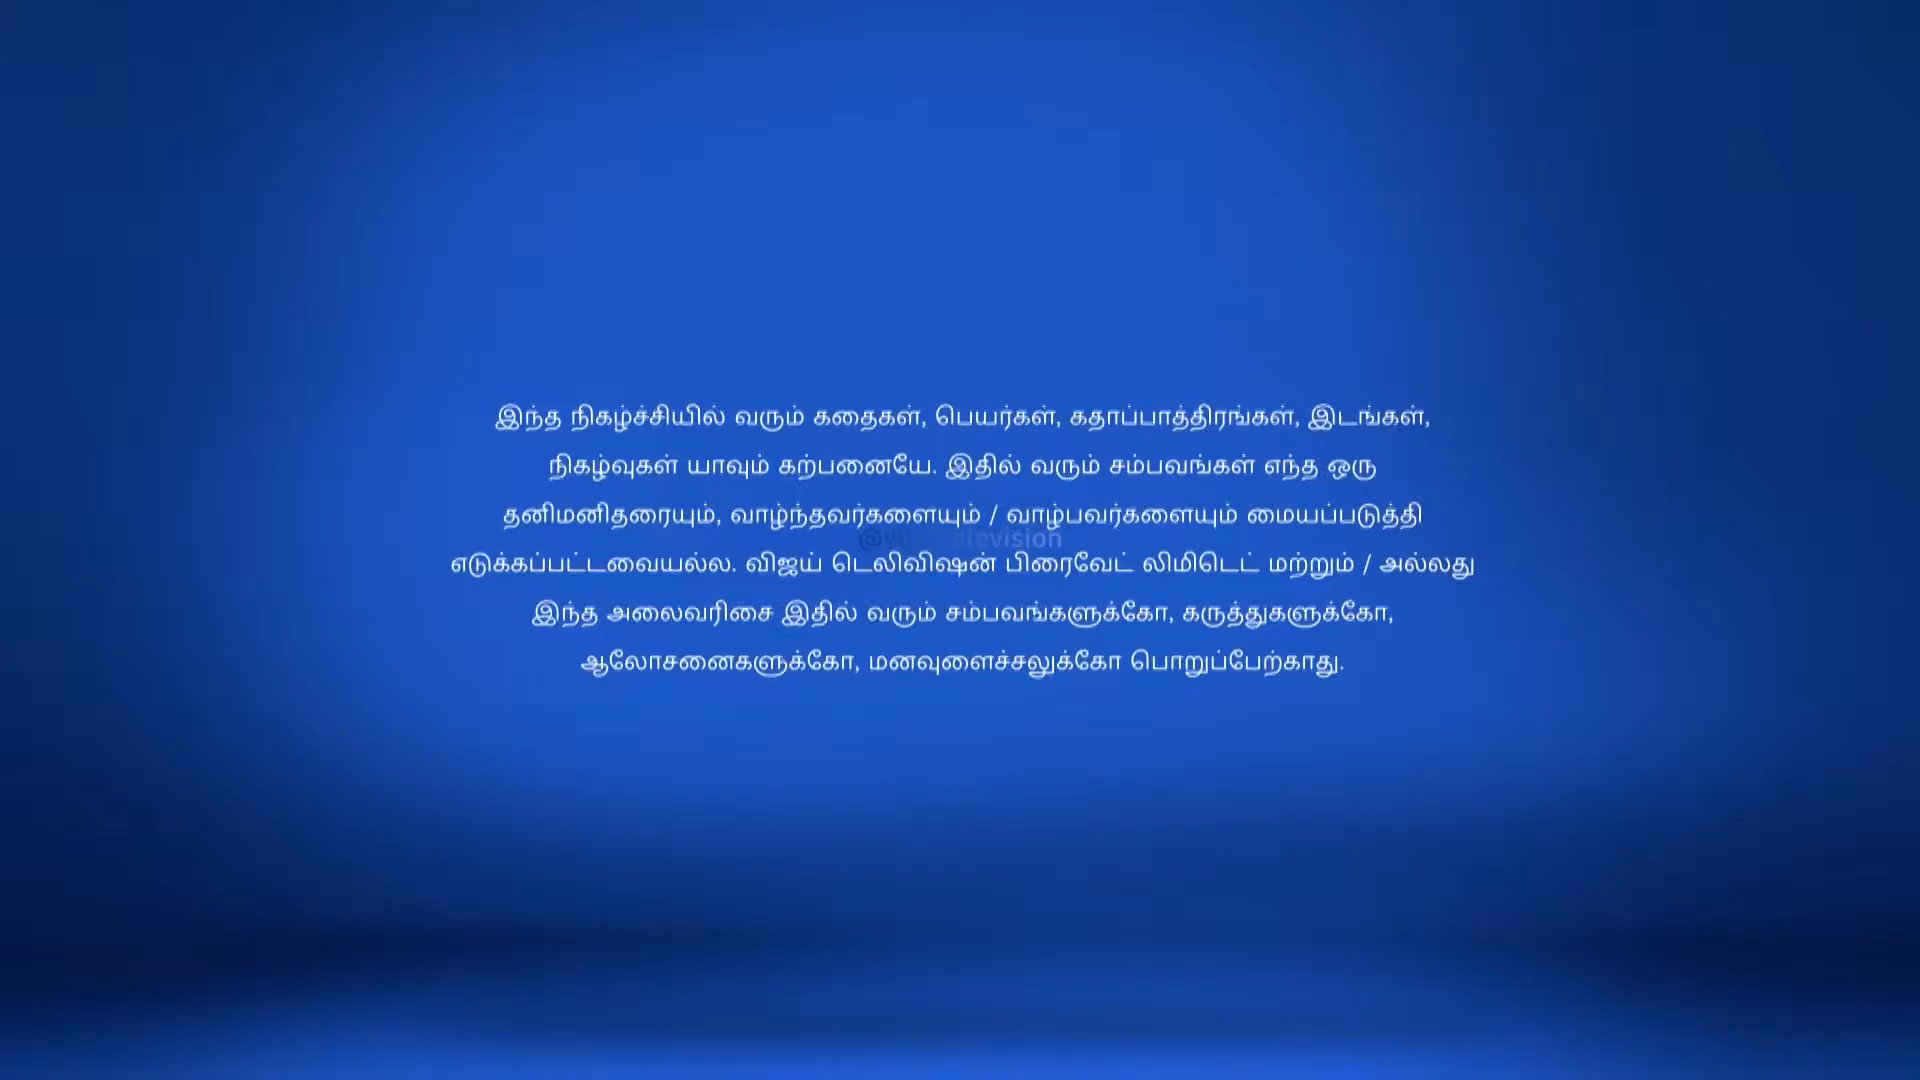 இந்த நிகழ்ச்சியில் வரும் கதைகள், பெயர்கள், கதாப்பாத்திரங்கள், இடங்கள்,
நிகழ்வுகள் யாவும் கற்பனையே. இதில் வரும் சம்பவங்கள் எந்த ஒரு
தனிமனிதரையும், வாழ்ந்தவர்களையும் / வாழ்பவர்களையும் மையப்படுத்தி
எடுக்கப்பட்டவையல்ல. விஜய் டெலிவிஷன் பிரைவேட் லிமிடெட் மற்றும் / அல்லது
இந்த அலைவரிசை இதில் வரும் சம்பவங்களுக்கோ, கருத்துகளுக்கோ,
ஆலோசனைகளுக்கோ, மனவுளைச்சலுக்கோ பொறுப்பேற்காது.